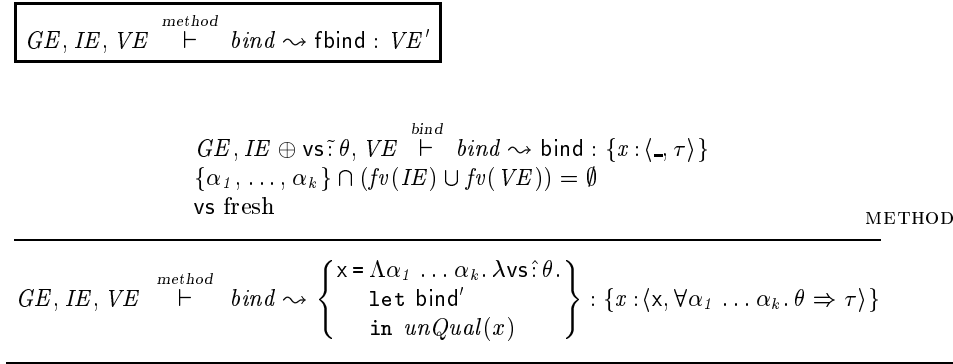 method
GE, IE, VE ⊢ bind ⇝ fbind : VE′
bind
GE, IE ⊕ vs :̃ θ, VE ⊢ bind ⇝ bind : {x : ⟨_, τ⟩}
{α₁, …, αₖ} ∩ (fv(IE) ∪ fv(VE)) = ∅
vs fresh
METHOD
method
GE, IE, VE ⊢ bind ⇝ { x = Λα₁ … αₖ. λvs :̂ θ. let bind′ in unQual(x) } : {x : ⟨x, ∀α₁ … αₖ. θ ⇒ τ⟩}